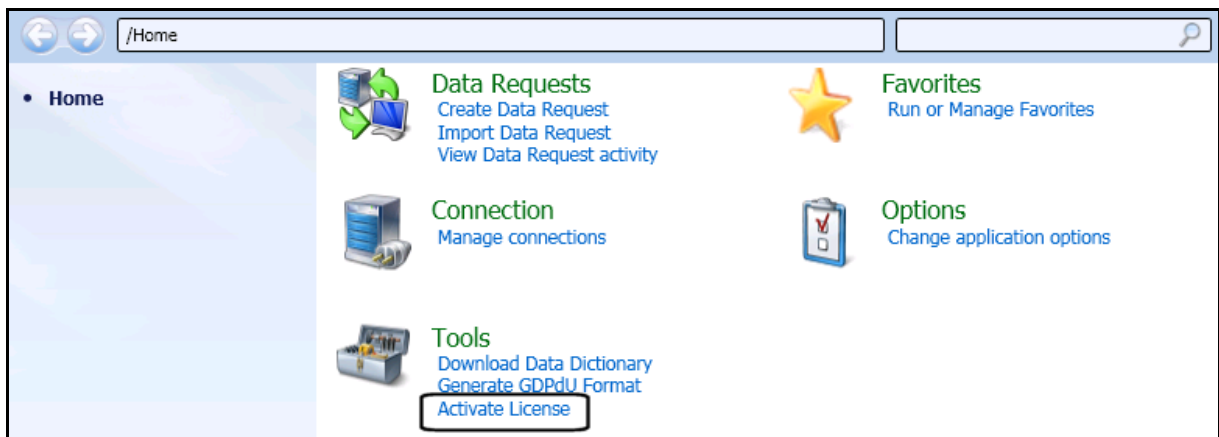 /Home
• Home
Data Requests
Create Data Request
Import Data Request
View Data Request activity
Favorites
Run or Manage Favorites
Connection
Manage connections
Options
Change application options
Tools
Download Data Dictionary
Generate GDPdU Format
Activate License